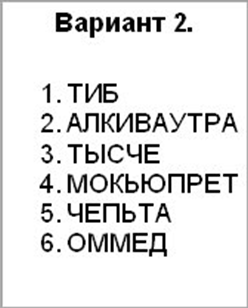 Вариант 2.
1. ТИБ
2. АЛКИВАУТРА
3. ТЫСЧЕ
4. МОКЬЮПРЕТ
5. ЧЕПЬТА
6. ОММЕД